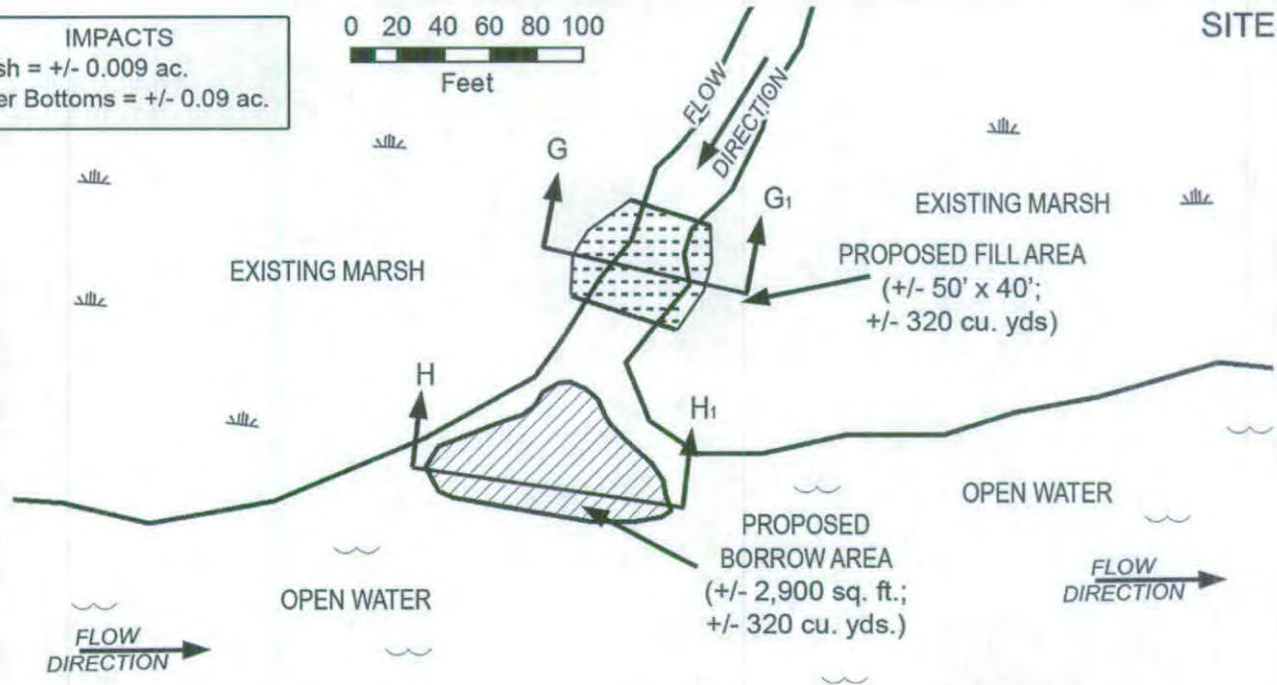 IMPACTS
sh = +/- 0.009 ac.
er Bottoms = +/- 0.09 ac.
0 20 40 60 80 100
Feet
SITE
FLOW
DIRECTION
G
G1
EXISTING MARSH
EXISTING MARSH
PROPOSED FILL AREA
(+/- 50' x 40';
+/- 320 cu. yds)
H
H1
OPEN WATER
PROPOSED
BORROW AREA
(+/- 2,900 sq. ft.;
+/- 320 cu. yds.)
OPEN WATER
FLOW
DIRECTION
FLOW
DIRECTION